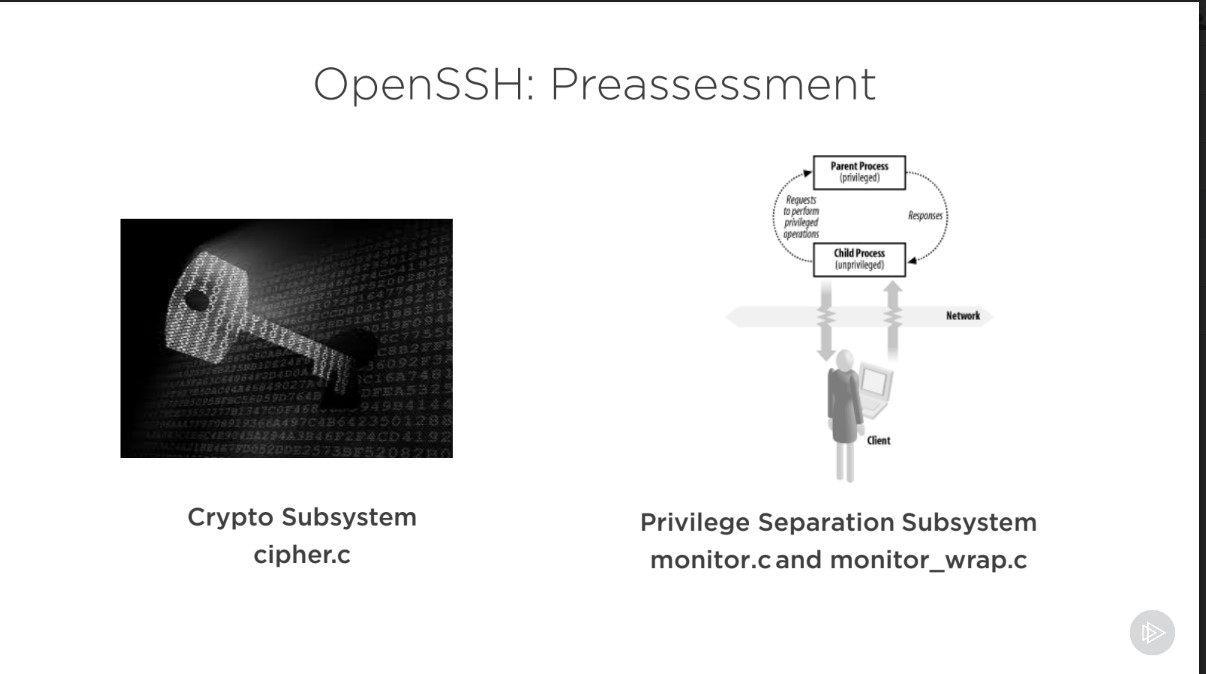 OpenSSH: Preassessment
Parent Process
(privileged)
Requests
to perform
privileged
operations
Responses
Child Process
(unprivileged)
Network
Client
Crypto Subsystem
cipher.c
Privilege Separation Subsystem
monitor.c and monitor_wrap.c